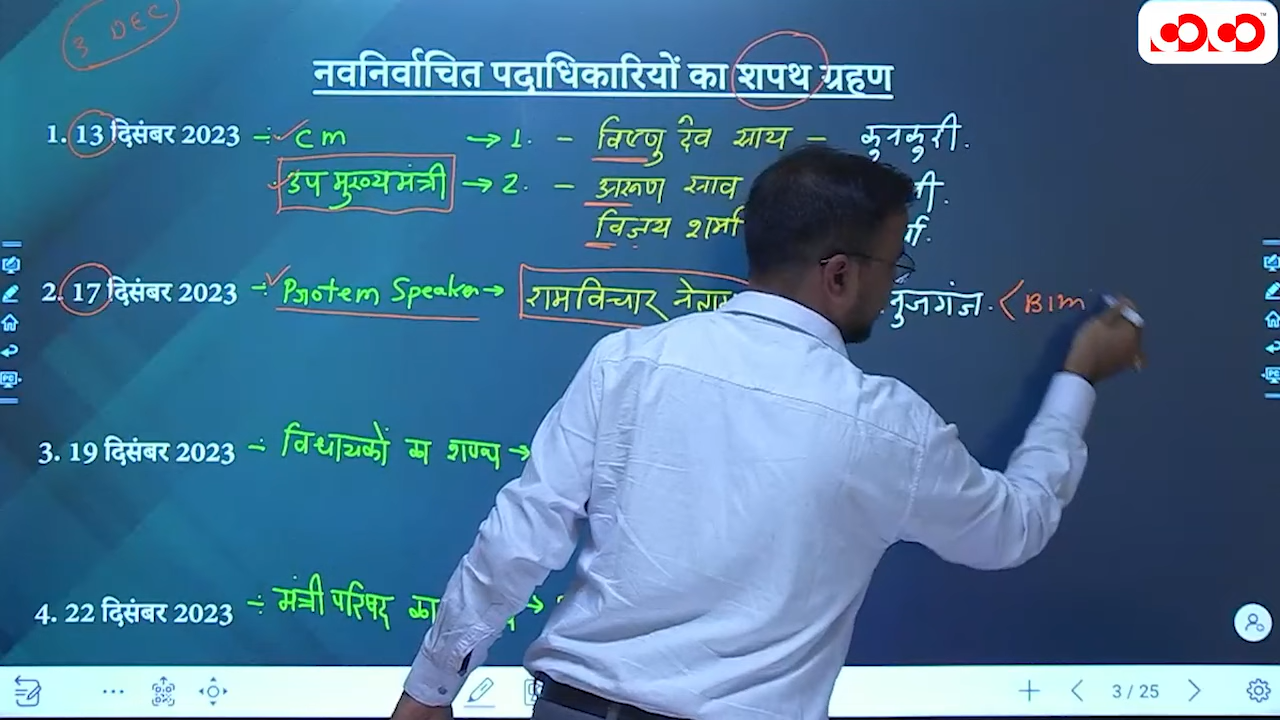 3 DEC
नवनिर्वाचित पदाधिकारियों का शपथ ग्रहण
1. 13 दिसंबर 2023 ÷ CM → 1. - विष्णु देव साय - कुनकुरी.
उप मुख्यमंत्री → 2. - अरुण साव
विजय शर्मा
2. 17 दिसंबर 2023 ÷ Protem Speaker → रामविचार
3. 19 दिसंबर 2023 ÷ विधायकों का शपथ →
4. 22 दिसंबर 2023 ÷ मंत्री परिषद का →
3 / 25